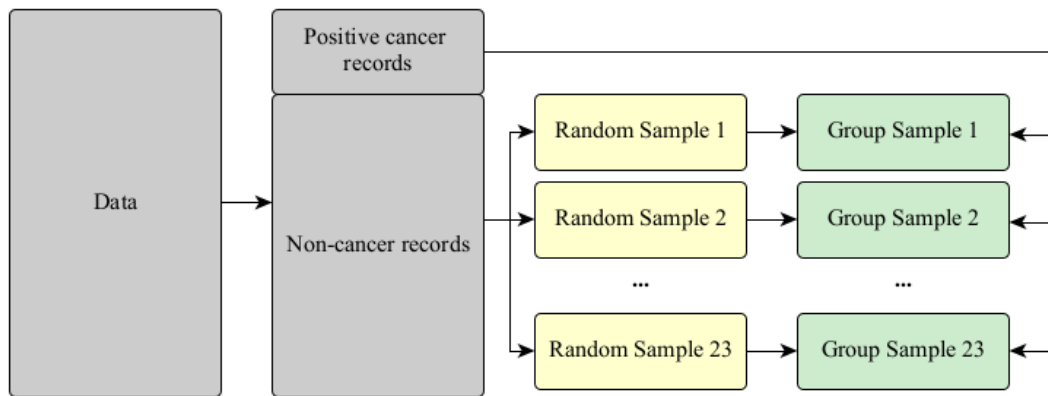 Positive cancer
records
Data
Non-cancer records
Random Sample 1
Group Sample 1
Random Sample 2
Group Sample 2
...
...
Random Sample 23
Group Sample 23